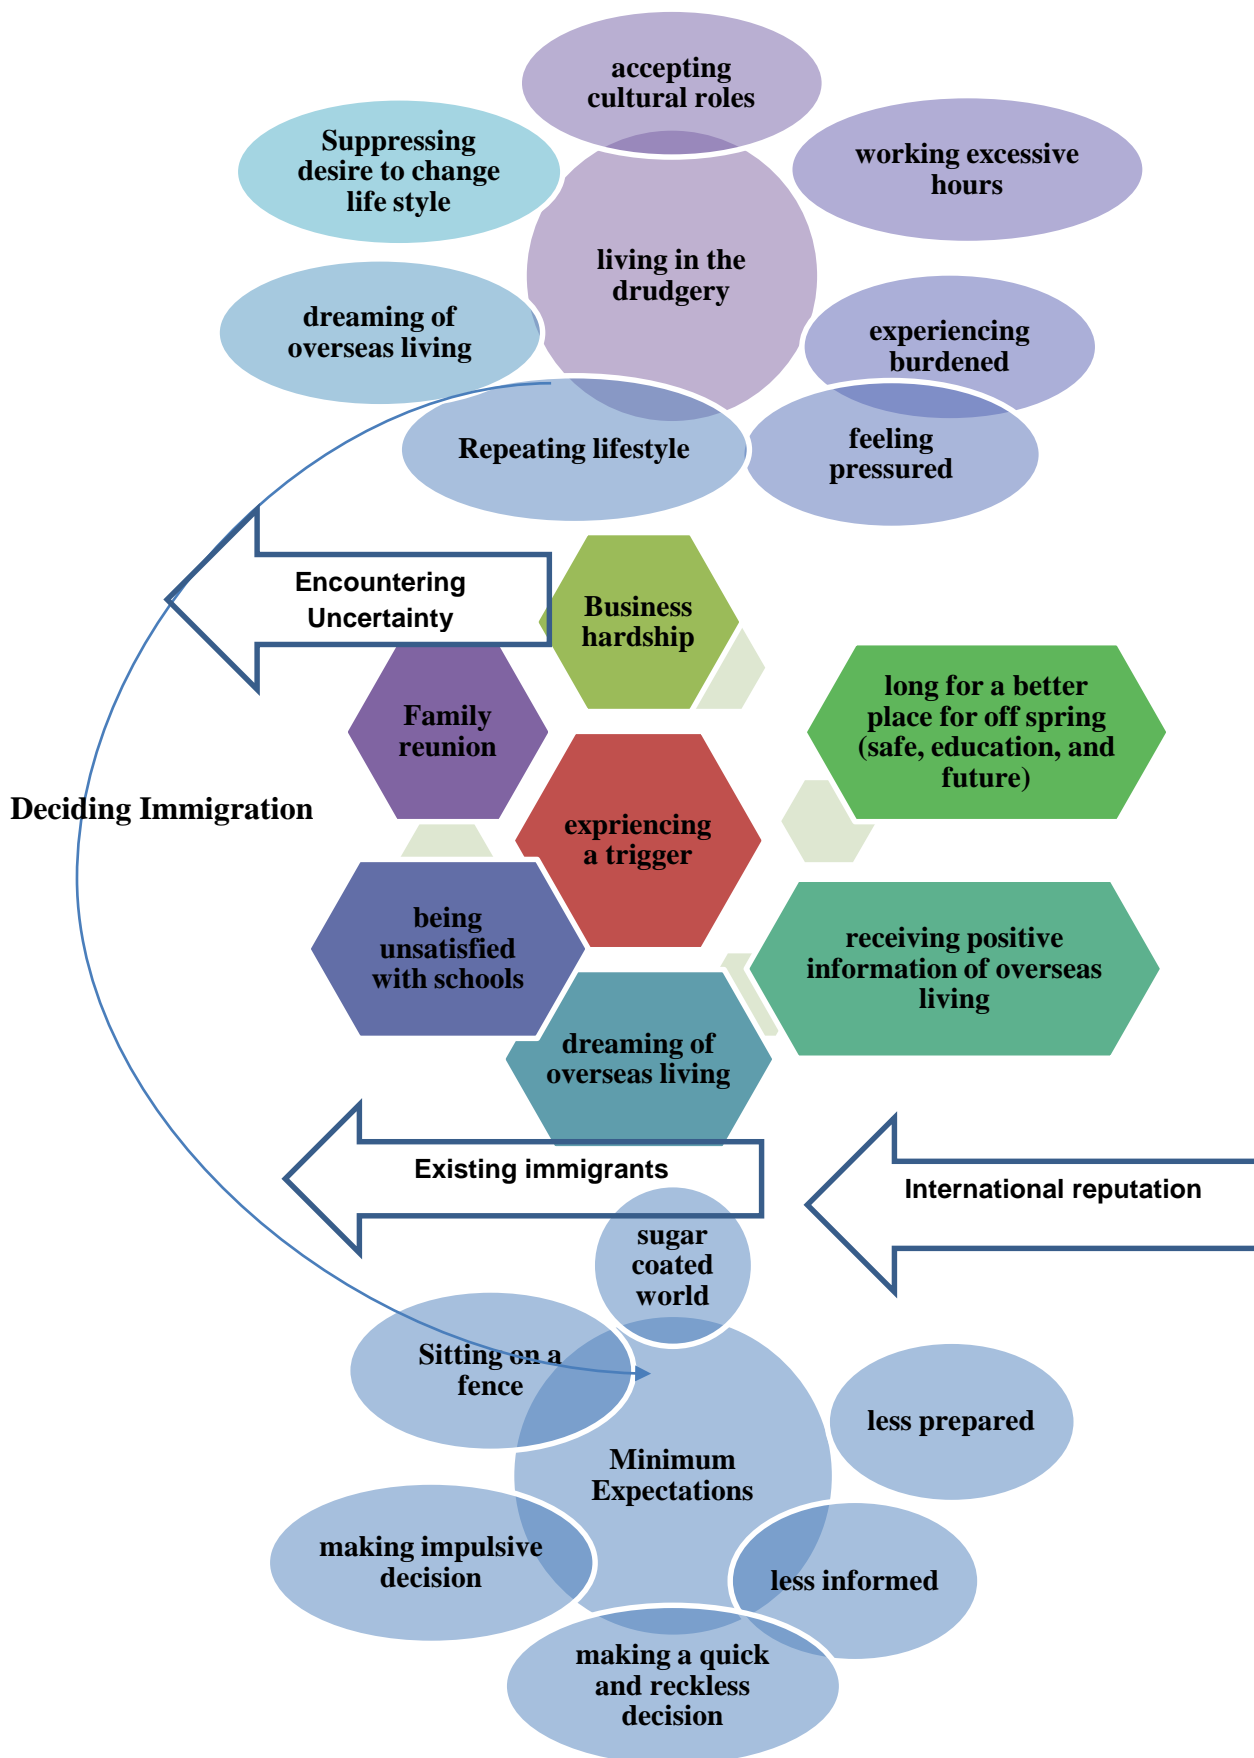 accepting
cultural roles
Suppressing
desire to change
life style
working excessive
hours
living in the
drudgery
dreaming of
overseas living
experiencing
burdened
Repeating lifestyle
feeling
pressured
Encountering
Uncertainty
Business
hardship
Family
reunion
long for a better
place for off spring
(safe, education, and
future)
Deciding Immigration
expriencing
a trigger
being
unsatisfied
with schools
receiving positive
information of overseas
living
dreaming of
overseas living
Existing immigrants
International reputation
sugar
coated
world
Sitting on a
fence
less prepared
Minimum
Expectations
making impulsive
decision
less informed
making a quick
and reckless
decision